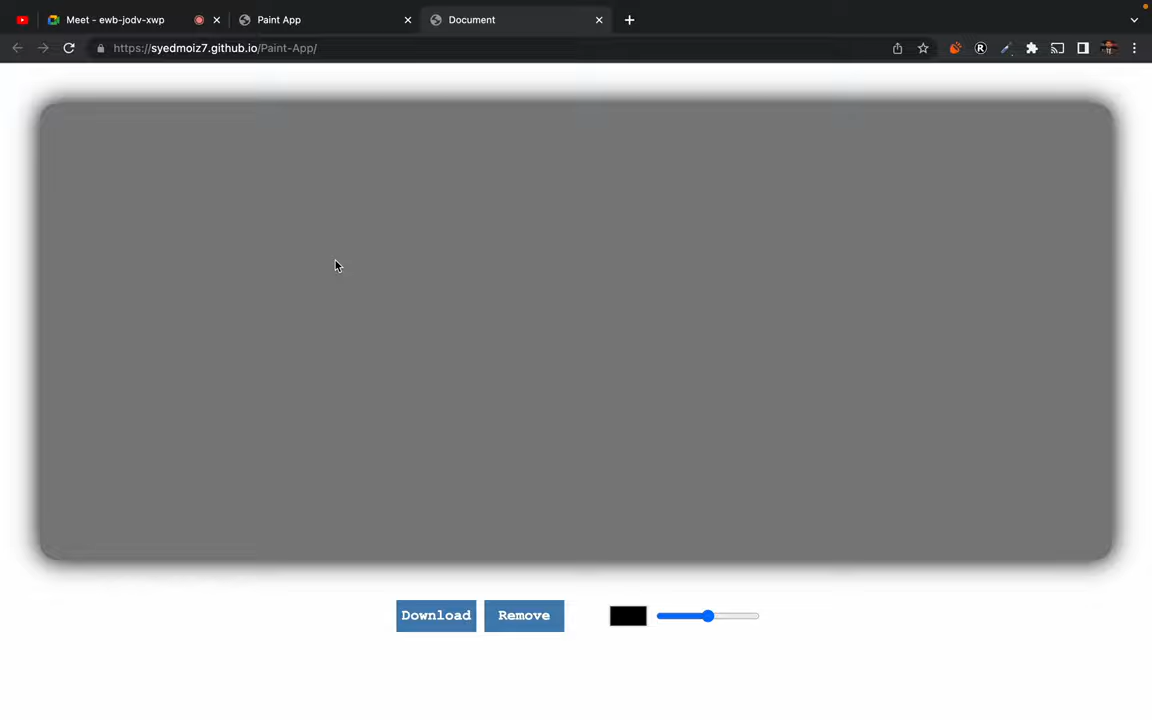 Meet - ewb-jodv-xwp
Paint App
Document
https://syedmoiz7.github.io/Paint-App/
Download
Remove